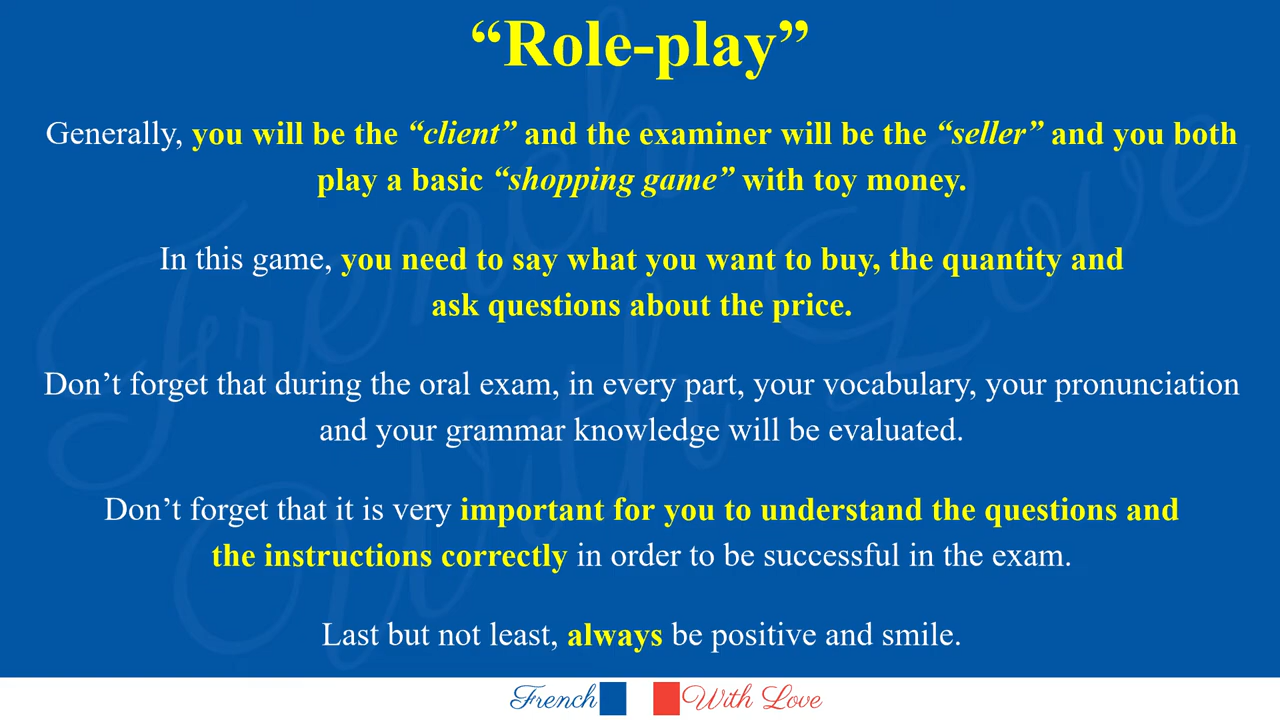 “Role-play”
Generally, you will be the “client” and the examiner will be the “seller” and you both
play a basic “shopping game” with toy money.
In this game, you need to say what you want to buy, the quantity and
ask questions about the price.
Don’t forget that during the oral exam, in every part, your vocabulary, your pronunciation
and your grammar knowledge will be evaluated.
Don’t forget that it is very important for you to understand the questions and
the instructions correctly in order to be successful in the exam.
Last but not least, always be positive and smile.
French With Love